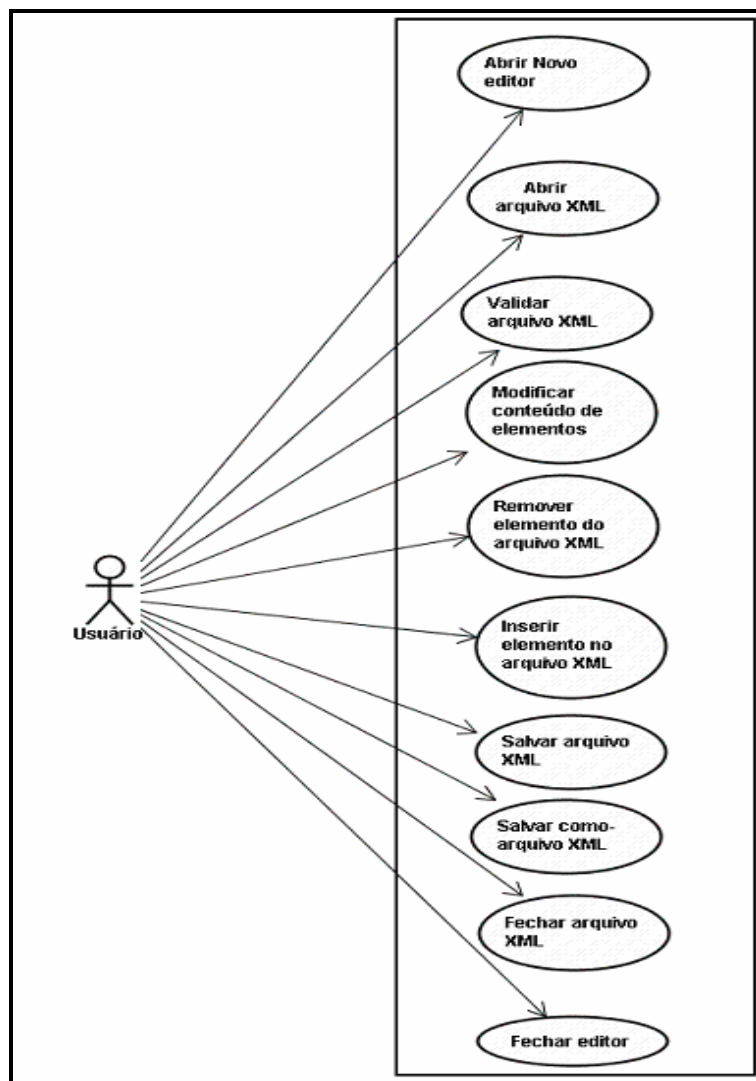 Abrir Novo
editor
Abrir
arquivo XML
Validar
arquivo XML
Modificar
conteúdo de
elementos
Remover
elemento do
arquivo XML
Usuário
Inserir
elemento no
arquivo XML
Salvar arquivo
XML
Salvar como-
arquivo XML
Fechar arquivo
XML
Fechar editor